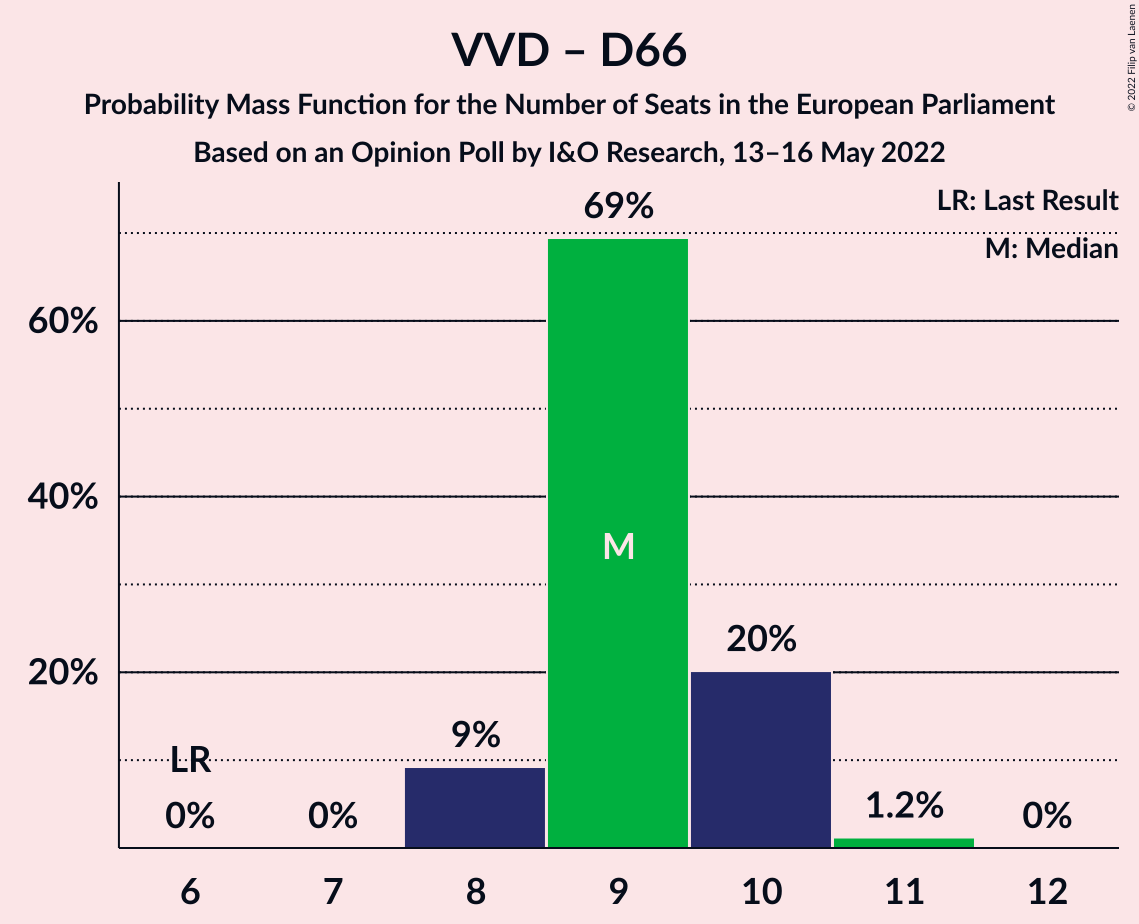 VVD – D66
Probability Mass Function for the Number of Seats in the European Parliament
Based on an Opinion Poll by I&O Research, 13–16 May 2022
© 2022 Filip van Laenen
LR: Last Result
M: Median
69%
60%
40%
M
20%
20%
9%
LR
0%
0%
1.2%
0%
6
7
8
9
10
11
12